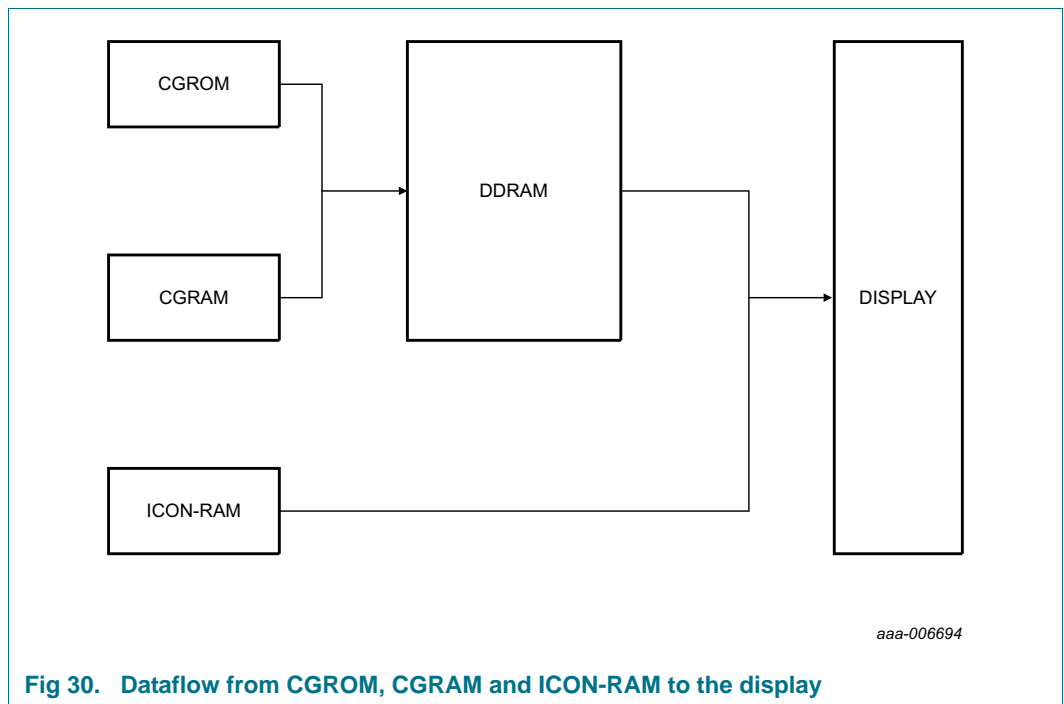 CGROM
DDRAM
CGRAM
DISPLAY
ICON-RAM
aaa-006694
Fig 30. Dataflow from CGROM, CGRAM and ICON-RAM to the display